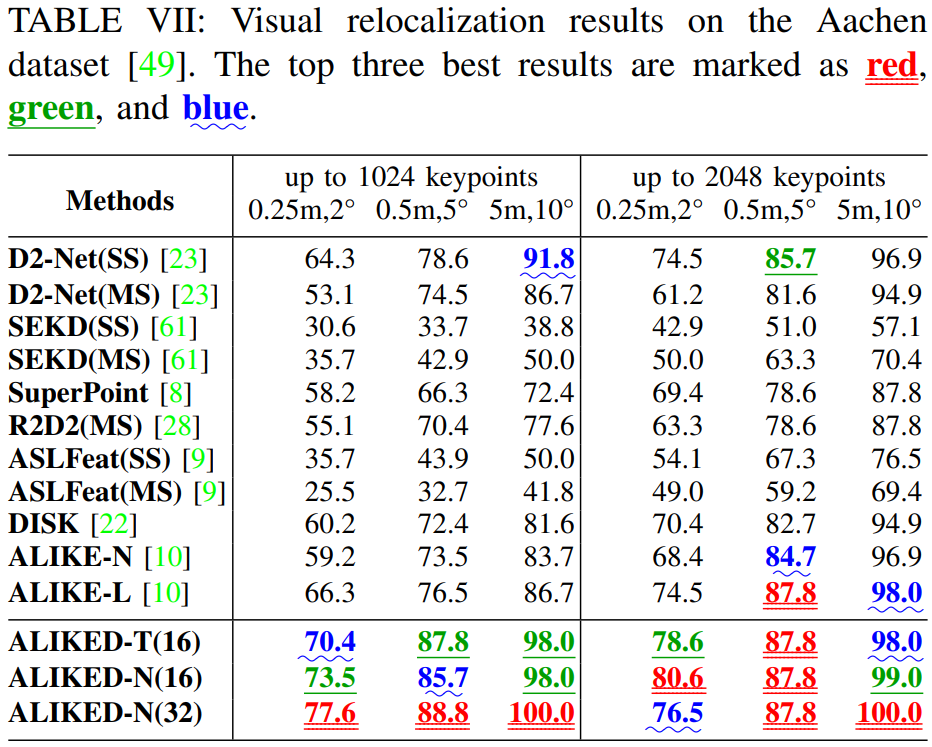 TABLE VII: Visual relocalization results on the Aachen
dataset [49]. The top three best results are marked as red,
green, and blue.
Methods up to 1024 keypoints up to 2048 keypoints
0.25m,2° 0.5m,5° 5m,10° 0.25m,2° 0.5m,5° 5m,10°
D2-Net(SS) [23] 64.3 78.6 91.8 74.5 85.7 96.9
D2-Net(MS) [23] 53.1 74.5 86.7 61.2 81.6 94.9
SEKD(SS) [61] 30.6 33.7 38.8 42.9 51.0 57.1
SEKD(MS) [61] 35.7 42.9 50.0 50.0 63.3 70.4
SuperPoint [8] 58.2 66.3 72.4 69.4 78.6 87.8
R2D2(MS) [28] 55.1 70.4 77.6 63.3 78.6 87.8
ASLFeat(SS) [9] 35.7 43.9 50.0 54.1 67.3 76.5
ASLFeat(MS) [9] 25.5 32.7 41.8 49.0 59.2 69.4
DISK [22] 60.2 72.4 81.6 70.4 82.7 94.9
ALIKE-N [10] 59.2 73.5 83.7 68.4 84.7 96.9
ALIKE-L [10] 66.3 76.5 86.7 74.5 87.8 98.0
ALIKED-T(16) 70.4 87.8 98.0 78.6 87.8 98.0
ALIKED-N(16) 73.5 85.7 98.0 80.6 87.8 99.0
ALIKED-N(32) 77.6 88.8 100.0 76.5 87.8 100.0